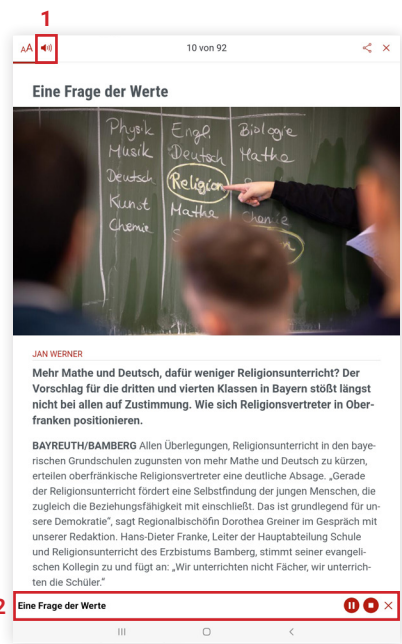 1
AA
10 von 92
Eine Frage der Werte
Physik Engl. Biologie
Musik Deutsch Mathe
Deutsch Religion
Kunst Mathe Chemie
Chemie
JAN WERNER
Mehr Mathe und Deutsch, dafür weniger Religionsunterricht? Der
Vorschlag für die dritten und vierten Klassen in Bayern stößt längst
nicht bei allen auf Zustimmung. Wie sich Religionsvertreter in Ober-
franken positionieren.
BAYREUTH/BAMBERG Allen Überlegungen, Religionsunterricht in den baye-
rischen Grundschulen zugunsten von mehr Mathe und Deutsch zu kürzen,
erteilen oberfränkische Religionsvertreter eine deutliche Absage. „Gerade
der Religionsunterricht fördert eine Selbstfindung der jungen Menschen, die
zugleich die Beziehungsfähigkeit mit einschließt. Das ist grundlegend für un-
sere Demokratie“, sagt Regionalbischöfin Dorothea Greiner im Gespräch mit
unserer Redaktion. Hans-Dieter Franke, Leiter der Hauptabteilung Schule
und Religionsunterricht des Erzbistums Bamberg, stimmt seiner evangeli-
schen Kollegin zu und fügt an: „Wir unterrichten nicht Fächer, wir unterrich-
ten die Schüler.“
2
Eine Frage der Werte